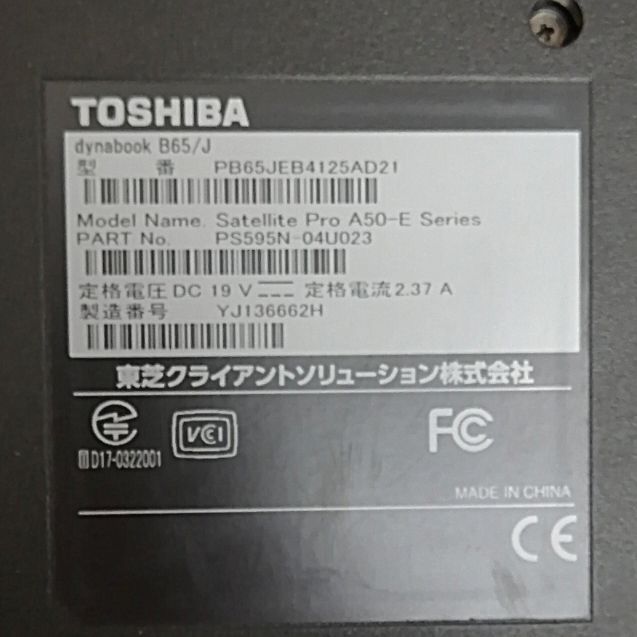 TOSHIBA
dynabook B65/J
型 番 PB65JEB4125AD21
Model Name. Satellite Pro A50-E Series
PART No. PS595N-04U023
定格電圧 DC 19 V 定格電流 2.37 A
製造番号 YJ136662H
東芝クライアントソリューション株式会社
VCI FC
D17-0322001
MADE IN CHINA
CE